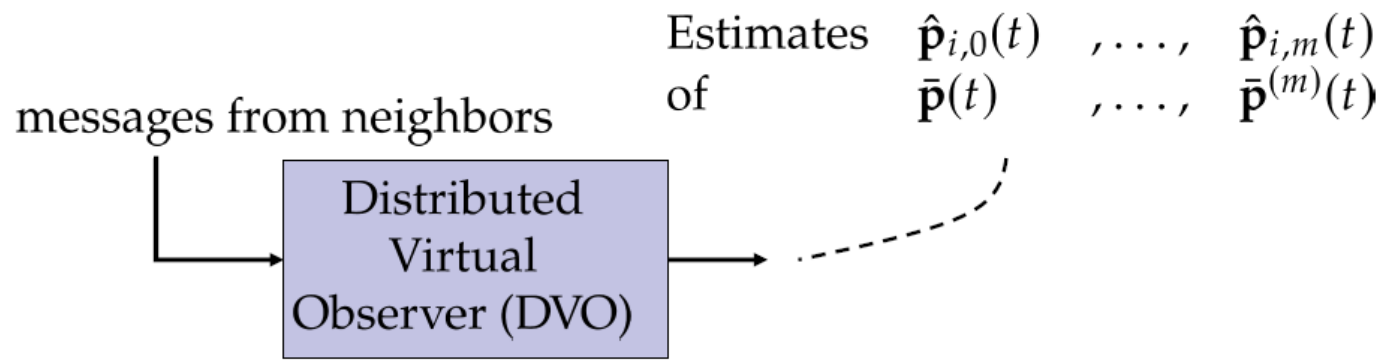 Estimates p̂_{i,0}(t) , . . . , p̂_{i,m}(t)
of p̄(t) , . . . , p̄^{(m)}(t)
messages from neighbors
Distributed
Virtual
Observer (DVO)